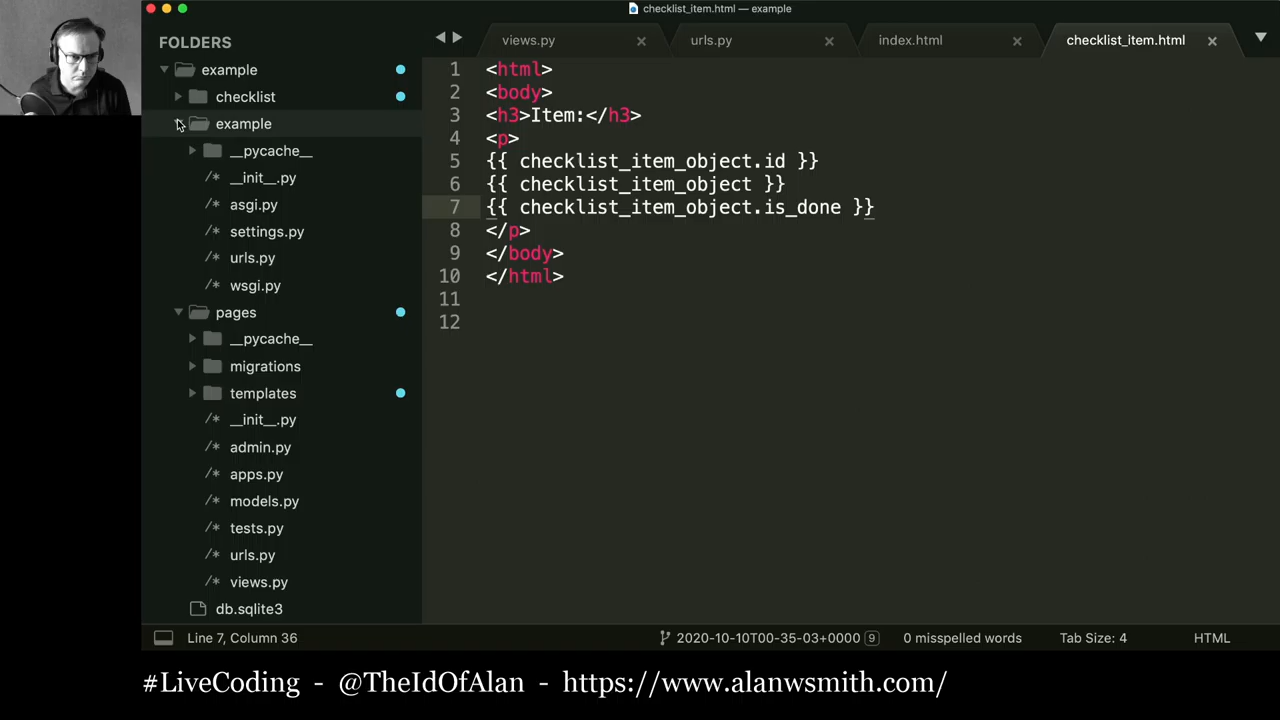 checklist_item.html — example
FOLDERS
example
checklist
example
__pycache__
__init__.py
asgi.py
settings.py
urls.py
wsgi.py
pages
__pycache__
migrations
templates
__init__.py
admin.py
apps.py
models.py
tests.py
urls.py
views.py
db.sqlite3
views.py
urls.py
index.html
checklist_item.html
1 <html>
2 <body>
3 <h3>Item:</h3>
4 <p>
5 {{ checklist_item_object.id }}
6 {{ checklist_item_object }}
7 {{ checklist_item_object.is_done }}
8 </p>
9 </body>
10 </html>
11
12
Line 7, Column 36
2020-10-10T00-35-03+0000 9
0 misspelled words
Tab Size: 4
HTML
#LiveCoding - @TheIdOfAlan - https://www.alanwsmith.com/